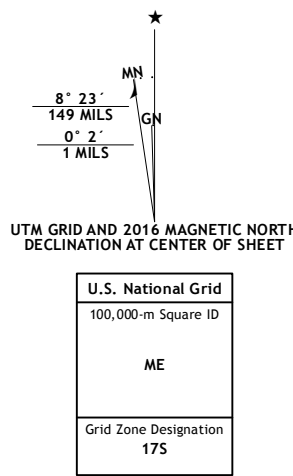 ★
MN
8° 23´
149 MILS
GN
0° 2´
1 MILS
UTM GRID AND 2016 MAGNETIC NORTH
DECLINATION AT CENTER OF SHEET
U.S. National Grid
100,000-m Square ID
ME
Grid Zone Designation
17S